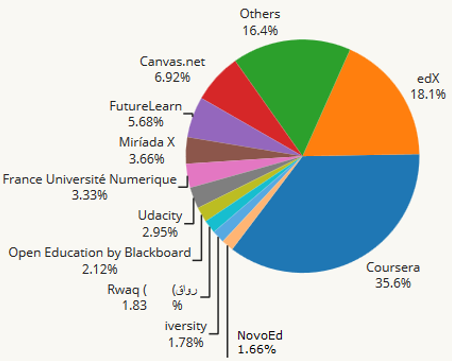 Others
16.4%
edX
18.1%
Canvas.net
6.92%
FutureLearn
5.68%
Miríada X
3.66%
France Université Numerique
3.33%
Udacity
2.95%
Open Education by Blackboard
2.12%
Rwaq (رواق)
1.83 %
iversity
1.78%
NovoEd
1.66%
Coursera
35.6%